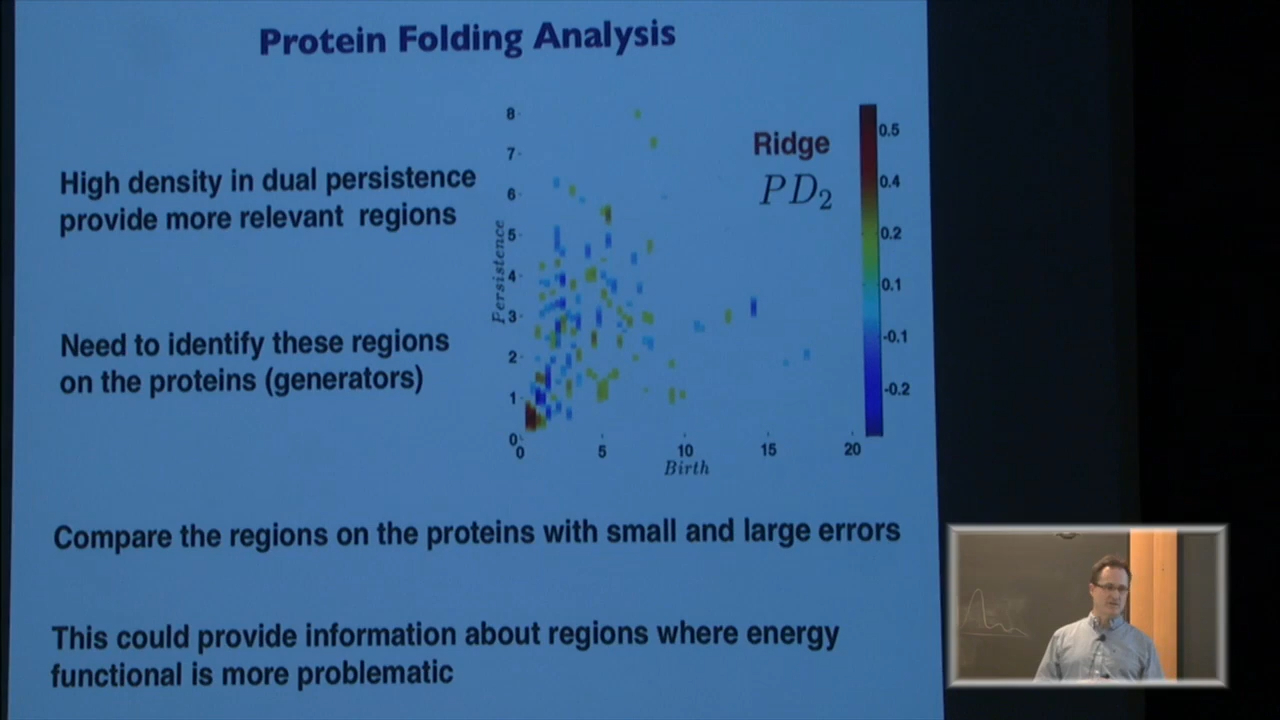 Protein Folding Analysis
High density in dual persistence
provide more relevant regions
Need to identify these regions
on the proteins (generators)
Ridge
PD₂
Persistence
8
7
6
5
4
3
2
1
0
0 5 10 15 20
Birth
0.5
0.4
0.2
0.1
-0.1
-0.2
Compare the regions on the proteins with small and large errors
This could provide information about regions where energy
functional is more problematic